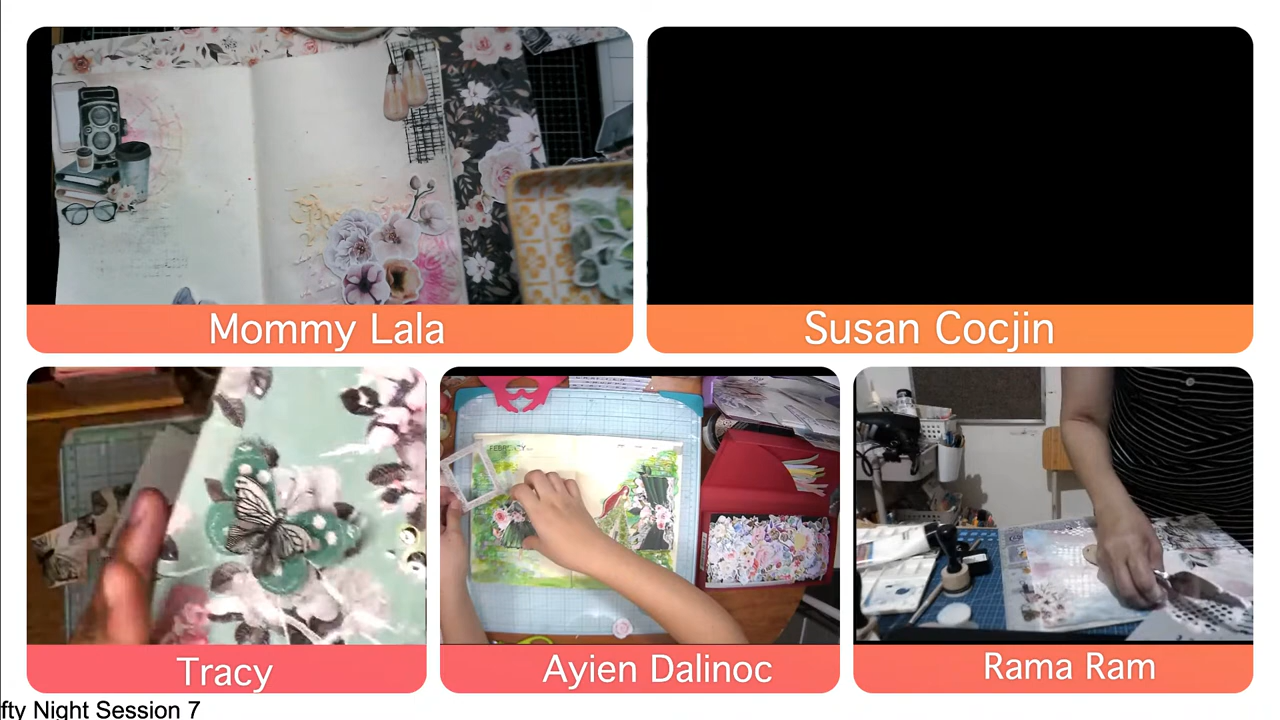 Mommy Lala
Susan Cocjin
Tracy
Ayien Dalinoc
Rama Ram
fty Night Session 7